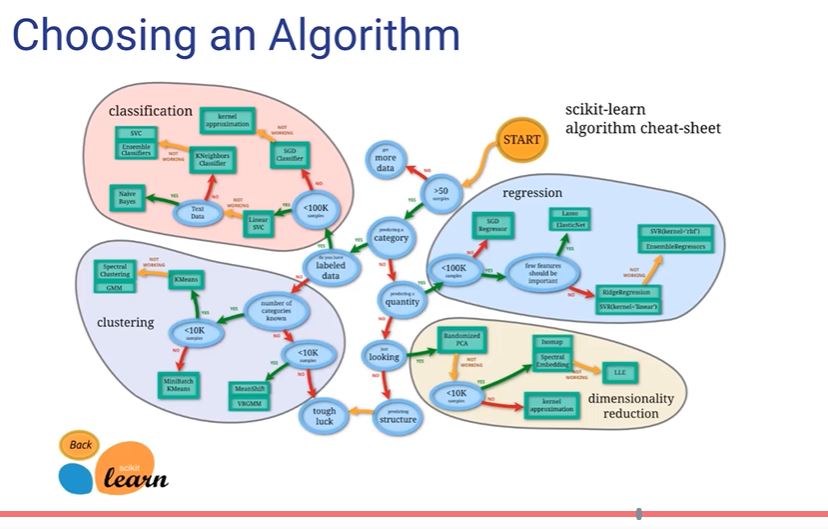 Choosing an Algorithm
scikit-learn
algorithm cheat-sheet
START
classification
kernel
approximation
NOT
WORKING
SVC
Ensemble
Classifiers
NOT
WORKING
KNeighbors
Classifier
SGD
Classifier
NO
get
more
data
NO
>50
samples
YES
Naive
Bayes
YES
Text
Data
NO
NOT
WORKING
Linear
SVC
YES
<100K
samples
YES
predicting a
category
YES
NO
do you have
labeled
data
NO
regression
SGD
Regressor
NO
Lasso
ElasticNet
YES
SVR(kernel='rbf')
EnsembleRegressors
<100K
samples
YES
few features
should be
important
NO
NOT
WORKING
RidgeRegression
SVR(kernel='linear')
predicting a
quantity
YES
NO
clustering
Spectral
Clustering
GMM
NOT
WORKING
KMeans
YES
<10K
samples
YES
number of
categories
known
NO
NO
MiniBatch
KMeans
<10K
samples
YES
NO
MeanShift
VBGMM
just
looking
YES
NO
tough
luck
predicting
structure
Randomized
PCA
NOT
WORKING
<10K
samples
YES
NO
Isomap
Spectral
Embedding
NOT
WORKING
LLE
kernel
approximation
dimensionality
reduction
Back
scikit
learn